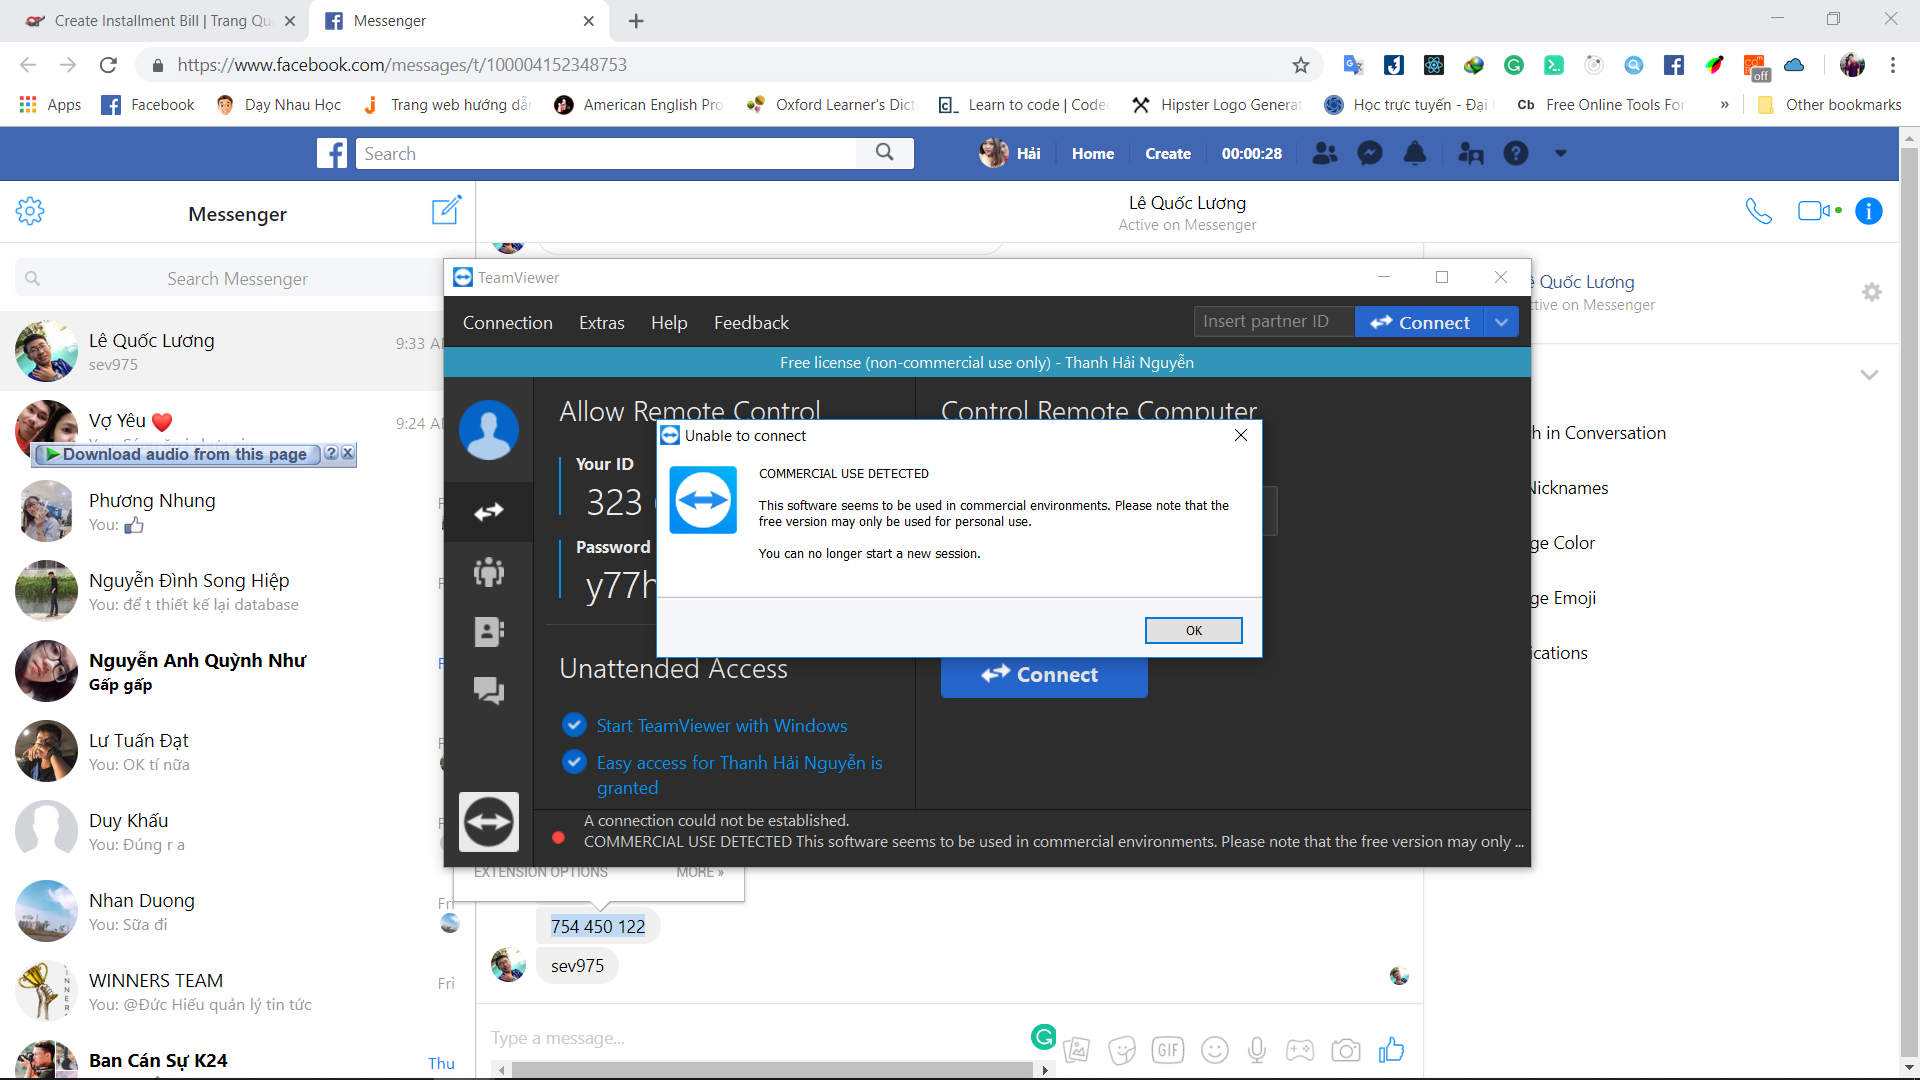 Create Installment Bill | Trang Qu
Messenger
https://www.facebook.com/messages/t/100004152348753
off
Apps
Facebook
Dạy Nhau Học
Trang web hướng dẫn
American English Pro
Oxford Learner's Dict
Learn to code | Codec
Hipster Logo Generat
Học trực tuyến - Đại
Cb Free Online Tools For
» Other bookmarks
Search
Hải
Home
Create
00:00:28
Messenger
Search Messenger
Lê Quốc Lương
9:33 AM
sev975
Vợ Yêu
9:24 AM
Download audio from this page
Phương Nhung
You:
Nguyễn Đình Song Hiệp
You: để t thiết kế lại database
Nguyễn Anh Quỳnh Như
Gấp gấp
Lư Tuấn Đạt
You: OK tí nữa
Duy Khấu
You: Đúng r a
Nhan Duong
Fri
You: Sữa đi
WINNERS TEAM
Fri
You: @Đức Hiếu quản lý tin tức
Ban Cán Sự K24
Thu
Lê Quốc Lương
Active on Messenger
TeamViewer
Connection Extras Help Feedback
Insert partner ID
Connect
Free license (non-commercial use only) - Thanh Hải Nguyễn
Allow Remote Control
Control Remote Computer
Your ID
323
Password
y77h
Unable to connect
COMMERCIAL USE DETECTED
This software seems to be used in commercial environments. Please note that the
free version may only be used for personal use.
You can no longer start a new session.
OK
Unattended Access
Connect
Start TeamViewer with Windows
Easy access for Thanh Hải Nguyễn is
granted
A connection could not be established.
COMMERCIAL USE DETECTED This software seems to be used in commercial environments. Please note that the free version may only ...
EXTENSION OPTIONS
MORE »
754 450 122
sev975
Type a message...
GIF
Quốc Lương
ctive on Messenger
h in Conversation
Nicknames
ge Color
ge Emoji
ications